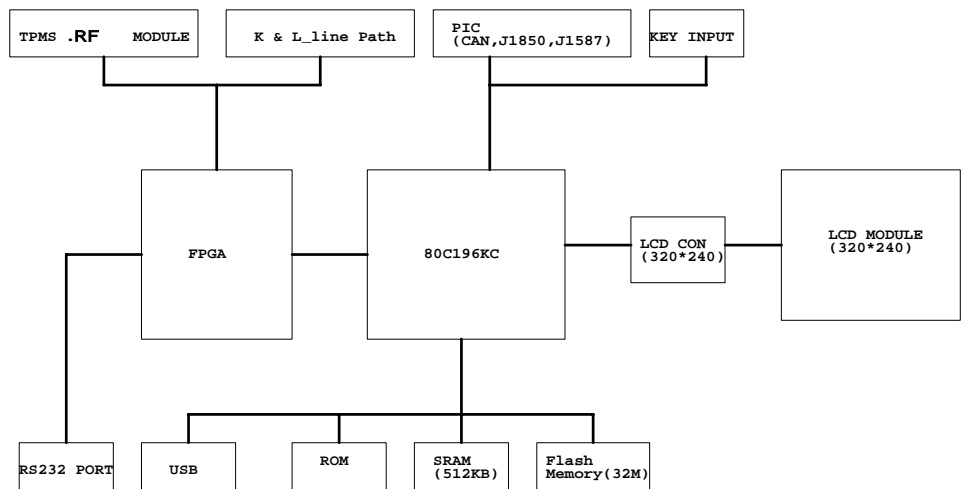 TPMS .RF MODULE
K & L_line Path
PIC
(CAN,J1850,J1587)
KEY INPUT
FPGA
80C196KC
LCD CON
(320*240)
LCD MODULE
(320*240)
RS232 PORT
USB
ROM
SRAM
(512KB)
Flash
Memory(32M)